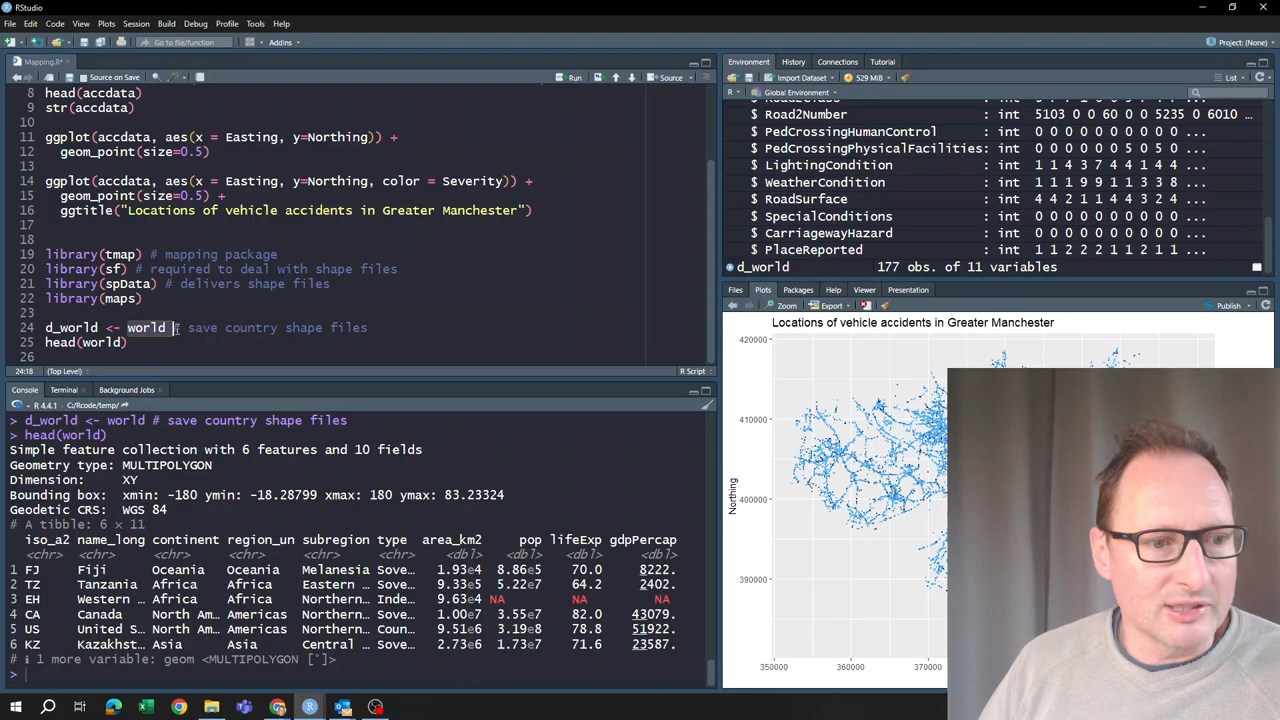 RStudio
File Edit Code View Plots Session Build Debug Profile Tools Help
Go to file/function Addins Project: (None)
Mapping.R*
Source on Save Run Source
8 head(accdata)
9 str(accdata)
10
11 ggplot(accdata, aes(x = Easting, y=Northing)) +
12 geom_point(size=0.5)
13
14 ggplot(accdata, aes(x = Easting, y=Northing, color = Severity)) +
15 geom_point(size=0.5) +
16 ggtitle("Locations of vehicle accidents in Greater Manchester")
17
18
19 library(tmap) # mapping package
20 library(sf) # required to deal with shape files
21 library(spData) # delivers shape files
22 library(maps)
23
24 d_world <- world # save country shape files
25 head(world)
26
24:18 (Top Level) R Script
Console Terminal Background Jobs
R 4.4.1 · C:/Rcode/temp/
> d_world <- world # save country shape files
> head(world)
Simple feature collection with 6 features and 10 fields
Geometry type: MULTIPOLYGON
Dimension: XY
Bounding box: xmin: -180 ymin: -18.28799 xmax: 180 ymax: 83.23324
Geodetic CRS: WGS 84
# A tibble: 6 × 11
iso_a2 name_long continent region_un subregion type area_km2 pop lifeExp gdpPercap
<chr> <chr> <chr> <chr> <chr> <chr> <dbl> <dbl> <dbl> <dbl>
1 FJ Fiji Oceania Oceania Melanesia Sove… 1.93e4 8.86e5 70.0 8222.
2 TZ Tanzania Africa Africa Eastern … Sove… 9.33e5 5.22e7 64.2 2402.
3 EH Western … Africa Africa Northern… Inde… 9.63e4 NA NA NA
4 CA Canada North Am… Americas Northern… Sove… 1.00e7 3.55e7 82.0 43079.
5 US United S… North Am… Americas Northern… Coun… 9.51e6 3.19e8 78.8 51922.
6 KZ Kazakhst… Asia Asia Central … Sove… 2.73e6 1.73e7 71.6 23587.
# ℹ 1 more variable: geom <MULTIPOLYGON [°]>
>
Environment History Connections Tutorial
Import Dataset 529 MiB List
R Global Environment
$ Road2Class : int
$ Road2Number : int 5103 0 0 60 0 0 5235 0 6010 ...
$ PedCrossingHumanControl : int 0 0 0 0 0 0 0 0 0 0 ...
$ PedCrossingPhysicalFacilities: int 0 0 0 0 0 0 5 0 5 0 ...
$ LightingCondition : int 1 1 4 3 7 4 4 1 4 1 ...
$ WeatherCondition : int 1 1 1 9 9 1 1 3 3 8 ...
$ RoadSurface : int 4 4 2 1 1 4 4 3 2 4 ...
$ SpecialConditions : int 0 0 0 0 0 0 0 0 0 0 ...
$ CarriagewayHazard : int 0 0 0 0 0 0 0 0 0 0 ...
$ PlaceReported : int 1 1 2 2 2 1 1 2 1 1 ...
d_world 177 obs. of 11 variables
Files Plots Packages Help Viewer Presentation
Zoom Export Publish
Locations of vehicle accidents in Greater Manchester
420000
410000
400000
390000
Northing
350000 360000 370000